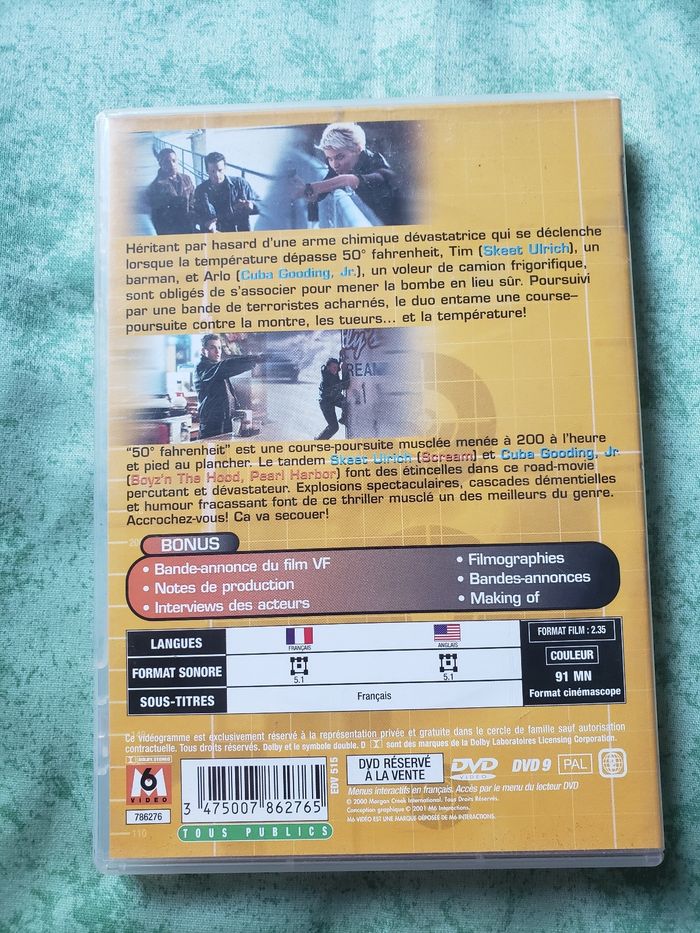 Héritant par hasard d'une arme chimique dévastatrice qui se déclenche
lorsque la température dépasse 50° fahrenheit, Tim (Skeet Ulrich), un
barman, et Arlo (Cuba Gooding, Jr.), un voleur de camion frigorifique,
sont obligés de s'associer pour mener la bombe en lieu sûr. Poursuivi
par une bande de terroristes acharnés, le duo entame une course–
poursuite contre la montre, les tueurs... et la température!
REAM
"50° fahrenheit" est une course-poursuite musclée menée à 200 à l'heure
et pied au plancher. Le tandem Skeet Ulrich (Scream) et Cuba Gooding, Jr
(Boyz'n The Hood, Pearl Harbor) font des étincelles dans ce road-movie
percutant et dévastateur. Explosions spectaculaires, cascades démentielles
et humour fracassant font de ce thriller musclé un des meilleurs du genre.
Accrochez-vous! Ca va secouer!
200
BONUS
• Bande-annonce du film VF
• Notes de production
• Interviews des acteurs
• Filmographies
• Bandes-annonces
• Making of
LANGUES
FRANÇAIS
ANGLAIS
FORMAT SONORE
5.1
5.1
SOUS-TITRES
Français
FORMAT FILM : 2.35
COULEUR
91 MN
Format cinémascope
Ce vidéogramme est exclusivement réservé à la représentation privée et gratuite dans le cercle de famille sauf autorisation
contractuelle. Tous droits réservés. Dolby et le symbole double. D sont des marques de la Dolby Laboratoires Licensing Corporation.
DOLBY STEREO
M6
VIDEO
786276
110
3 475007 862765
TOUS PUBLICS
EDV 515
DVD RÉSERVÉ
À LA VENTE
DVD
VIDEO
DVD 9
PAL
Menus interactifs en français. Accès par le menu du lecteur DVD
© 2000 Morgan Creek International. Tous Droits Réservés.
Conception graphique © 2001 M6 Interactions.
M6 VIDÉO EST UNE MARQUE DÉPOSÉE DE M6 INTERACTIONS.